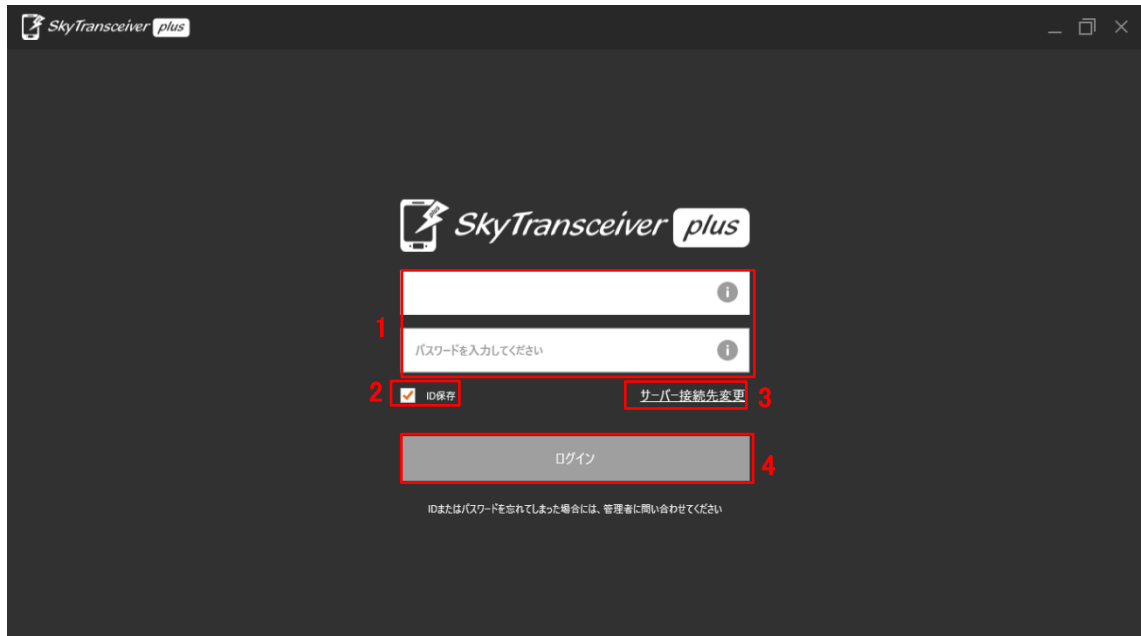 SkyTransceiver plus
SkyTransceiver plus
1
パスワードを入力してください
2 ID保存 サーバー接続先変更 3
ログイン 4
IDまたはパスワードを忘れてしまった場合には、管理者に問い合わせてください